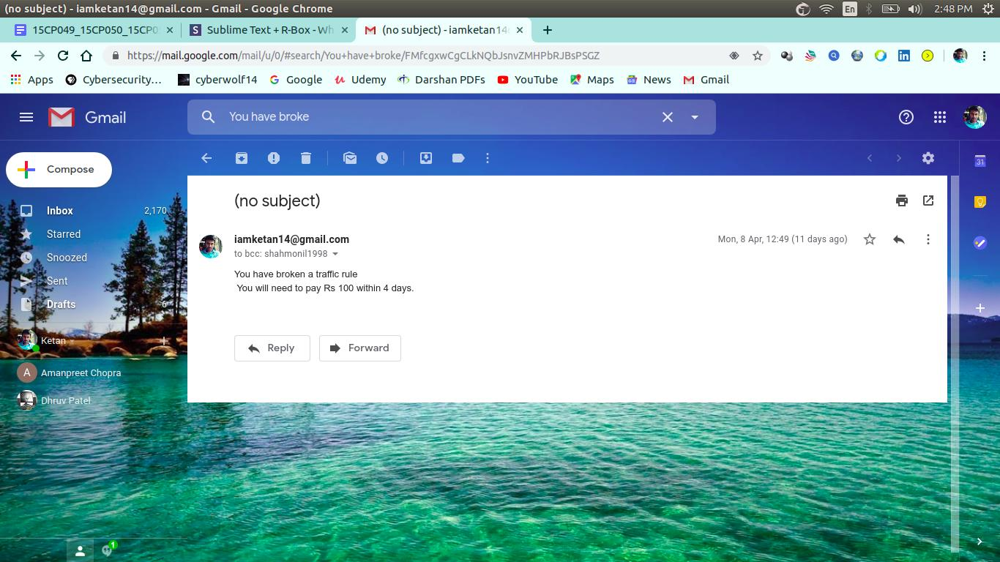 (no subject) - iamketan14@gmail.com - Gmail - Google Chrome
En
2:48 PM
15CP049_15CP050_15CP0
Sublime Text + R-Box - Wh
(no subject) - iamketan14
https://mail.google.com/mail/u/0/#search/You+have+broke/FMfcgxwCgCLkNQbJsnvZMHPbRJBsPSGZ
Apps
Cybersecurity…
cyberwolf14
Google
Udemy
Darshan PDFs
YouTube
Maps
News
Gmail
Gmail
You have broke
Compose
31
(no subject)
Inbox 2,170
Starred
Snoozed
Sent
Drafts 6
iamketan14@gmail.com
Mon, 8 Apr, 12:49 (11 days ago)
to bcc: shahmonil1998
You have broken a traffic rule
You will need to pay Rs 100 within 4 days.
Reply
Forward
Ketan
A Amanpreet Chopra
Dhruv Patel
1